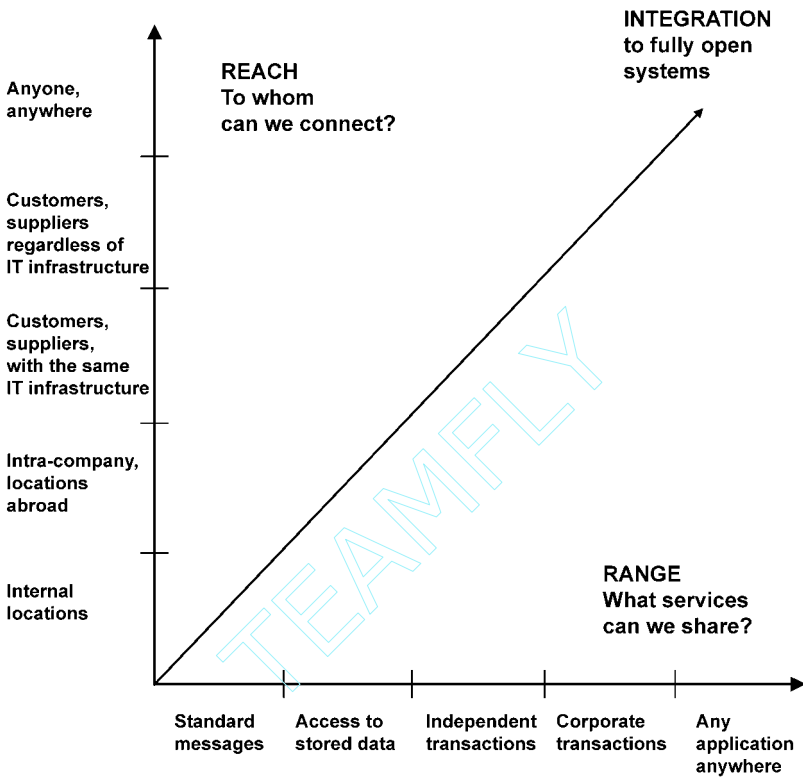 INTEGRATION
to fully open
systems
REACH
To whom
can we connect?
Anyone,
anywhere
Customers,
suppliers
regardless of
IT infrastructure
Customers,
suppliers,
with the same
IT infrastructure
Intra-company,
locations
abroad
Internal
locations
TEAMFLY
RANGE
What services
can we share?
Standard
messages
Access to
stored data
Independent
transactions
Corporate
transactions
Any
application
anywhere